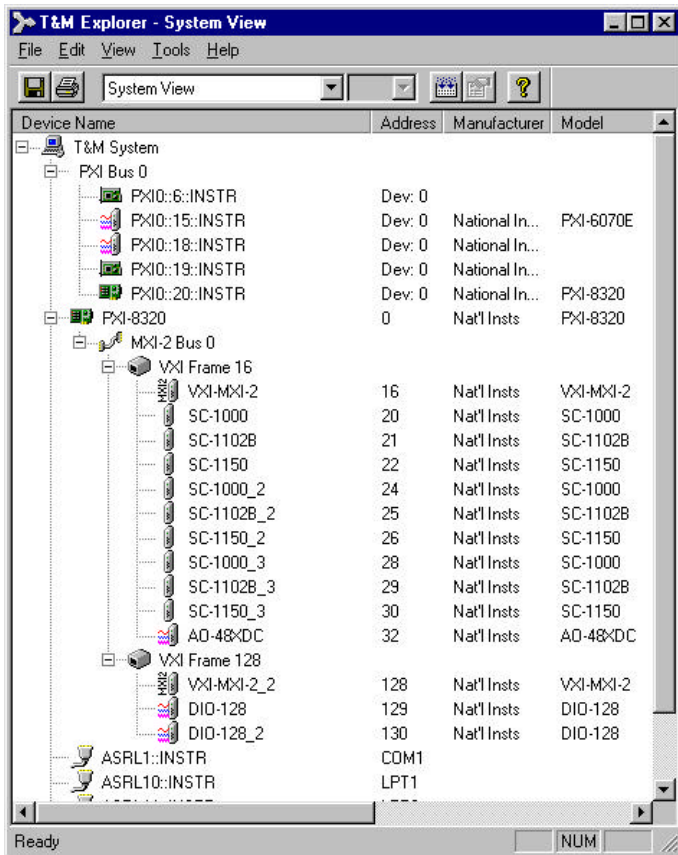 T&M Explorer - System View
File Edit View Tools Help
System View
Device Name Address Manufacturer Model
T&M System
PXI Bus 0
PXI0::6::INSTR Dev: 0
PXI0::15::INSTR Dev: 0 National In... PXI-6070E
PXI0::18::INSTR Dev: 0 National In...
PXI0::19::INSTR Dev: 0 National In...
PXI0::20::INSTR Dev: 0 National In... PXI-8320
PXI-8320 0 Nat'l Insts PXI-8320
MXI-2 Bus 0
VXI Frame 16
VXI-MXI-2 16 Nat'l Insts VXI-MXI-2
SC-1000 20 Nat'l Insts SC-1000
SC-1102B 21 Nat'l Insts SC-1102B
SC-1150 22 Nat'l Insts SC-1150
SC-1000_2 24 Nat'l Insts SC-1000
SC-1102B_2 25 Nat'l Insts SC-1102B
SC-1150_2 26 Nat'l Insts SC-1150
SC-1000_3 28 Nat'l Insts SC-1000
SC-1102B_3 29 Nat'l Insts SC-1102B
SC-1150_3 30 Nat'l Insts SC-1150
AO-48XDC 32 Nat'l Insts AO-48XDC
VXI Frame 128
VXI-MXI-2_2 128 Nat'l Insts VXI-MXI-2
DIO-128 129 Nat'l Insts DIO-128
DIO-128_2 130 Nat'l Insts DIO-128
ASRL1::INSTR COM1
ASRL10::INSTR LPT1
Ready NUM